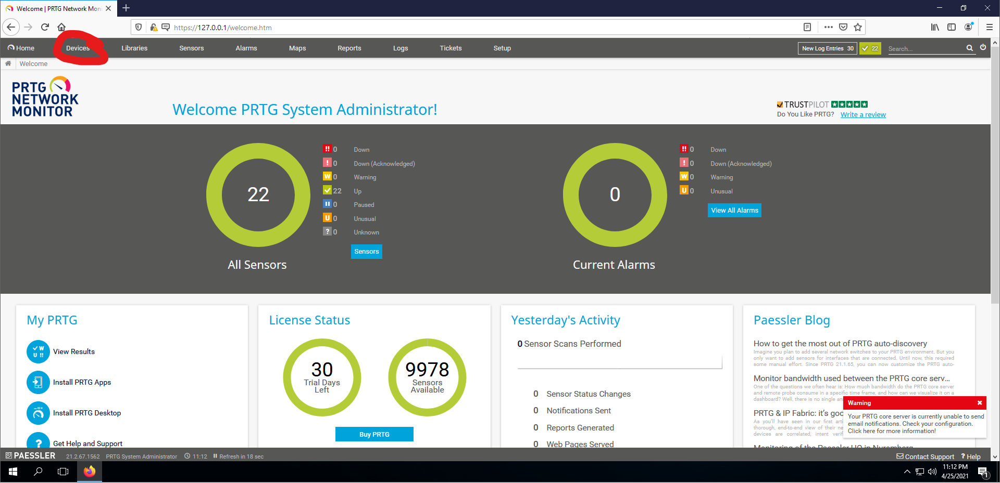 Welcome | PRTG Network Mon
https://127.0.0.1/welcome.htm
Home Devices Libraries Sensors Alarms Maps Reports Logs Tickets Setup New Log Entries 30 22 Search...
Welcome
PRTG
NETWORK
MONITOR
Welcome PRTG System Administrator!
TRUSTPILOT
Do You Like PRTG? Write a review
22
All Sensors
!! 0 Down
! 0 Down (Acknowledged)
W 0 Warning
22 Up
0 Paused
U 0 Unusual
? 0 Unknown
Sensors
0
Current Alarms
!! 0 Down
! 0 Down (Acknowledged)
W 0 Warning
U 0 Unusual
View All Alarms
My PRTG
W
U !!
View Results
Install PRTG Apps
Install PRTG Desktop
? Get Help and Support
License Status
30
Trial Days
Left
9978
Sensors
Available
Buy PRTG
Yesterday's Activity
0 Sensor Scans Performed
0 Sensor Status Changes
0 Notifications Sent
0 Reports Generated
0 Web Pages Served
Paessler Blog
How to get the most out of PRTG auto-discovery
Imagine you plan to add several network switches to your PRTG environment. But you
only want to add sensors for interfaces that are connected. Until now, this required
some manual effort. Since PRTG 21.1.65, you can now customize the PRTG auto-
Monitor bandwidth used between the PRTG core serv...
One of the questions we often hear is: How much bandwidth do the PRTG core server
and remote probe consume in a specific time frame, and how can we visualize it on a
dashboard? Well, there is no single an
PRTG & IP Fabric: it's goo
As you'll have seen in our first arti
thorough, end-to-end view of their ne
devices are correlated, intent verif
Monitoring of the Paessler HQ in Nuremberg
Warning
Your PRTG core server is currently unable to send
email notifications. Check your configuration.
Click here for more information!
PAESSLER 21.2.67.1562 PRTG System Administrator 11:12 Refresh in 18 sec Contact Support ? Help
11:12 PM
4/25/2021
1